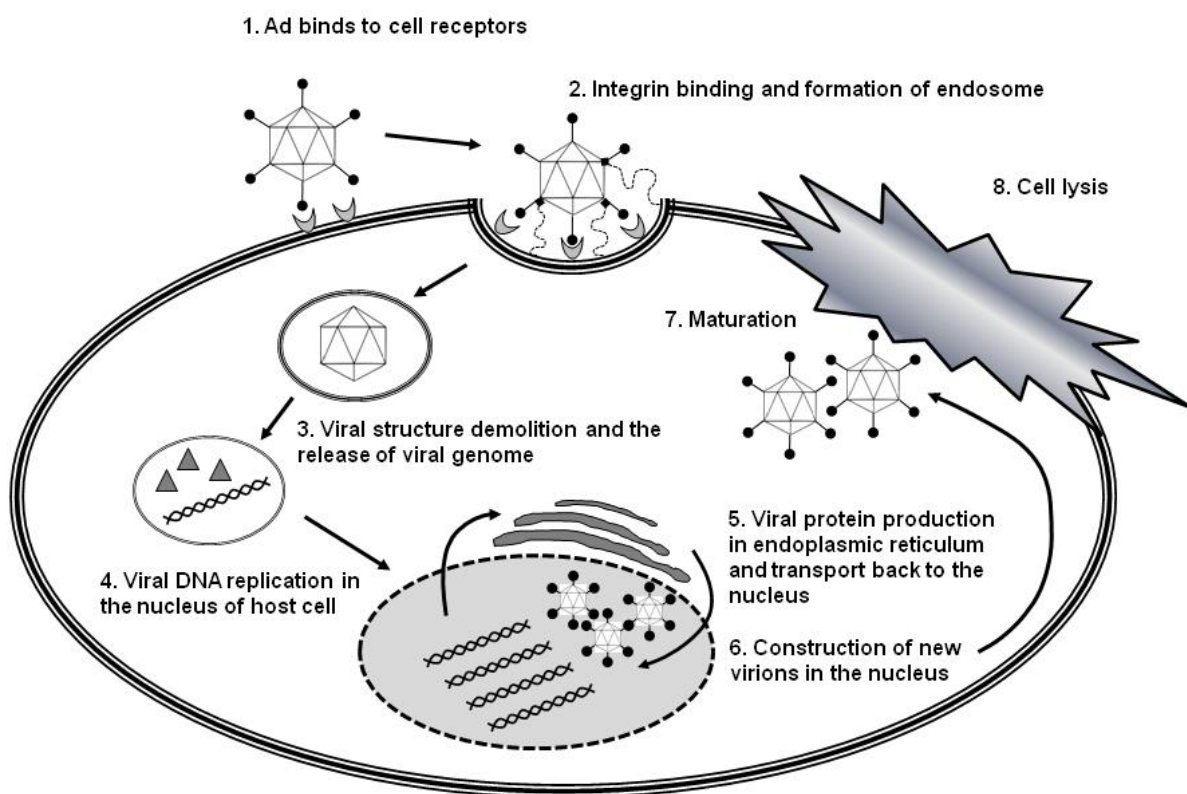 1. Ad binds to cell receptors
2. Integrin binding and formation of endosome
8. Cell lysis
7. Maturation
3. Viral structure demolition and the
release of viral genome
5. Viral protein production
in endoplasmic reticulum
and transport back to the
nucleus
4. Viral DNA replication in
the nucleus of host cell
6. Construction of new
virions in the nucleus